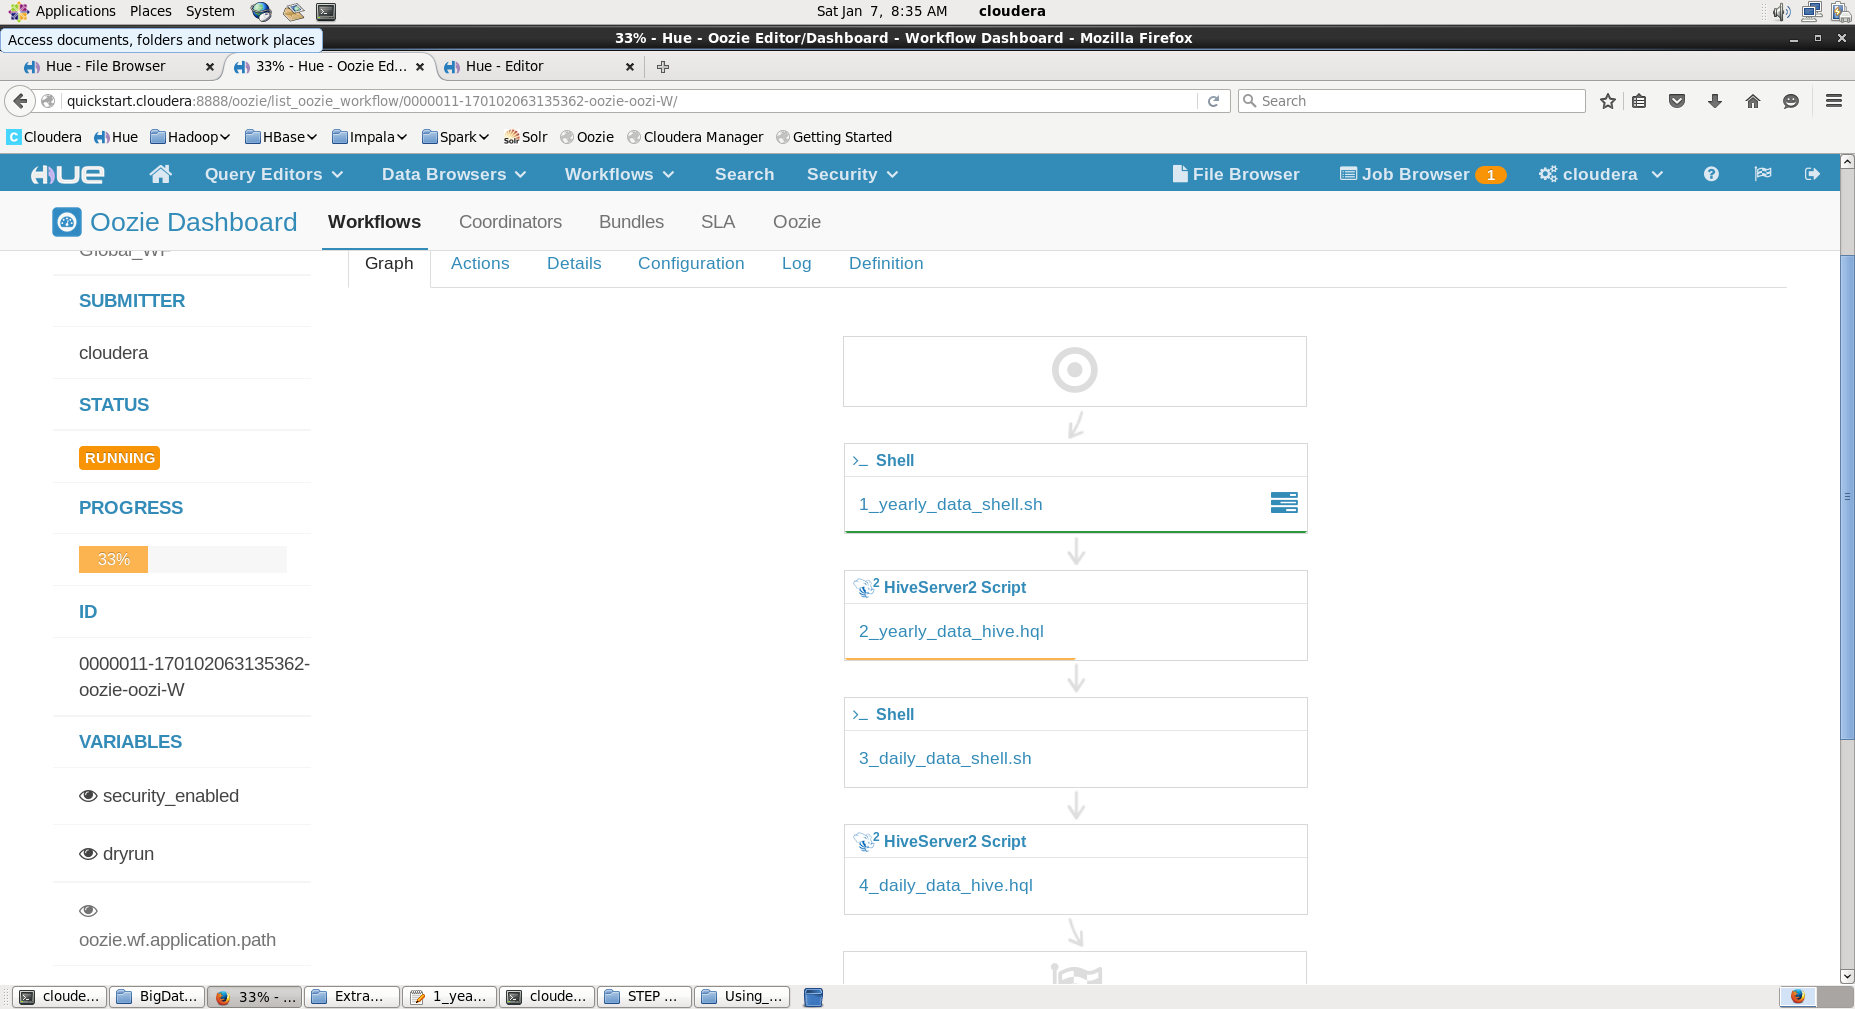 Applications Places System Sat Jan 7, 8:35 AM cloudera
Access documents, folders and network places
33% - Hue - Oozie Editor/Dashboard - Workflow Dashboard - Mozilla Firefox
Hue - File Browser 33% - Hue - Oozie Ed... Hue - Editor
quickstart.cloudera:8888/oozie/list_oozie_workflow/0000011-170102063135362-oozie-oozi-W/ Search
Cloudera Hue Hadoop HBase Impala Spark Solr Oozie Cloudera Manager Getting Started
HUE Query Editors Data Browsers Workflows Search Security File Browser Job Browser 1 cloudera
Oozie Dashboard Workflows Coordinators Bundles SLA Oozie
Global_WF
Graph Actions Details Configuration Log Definition
SUBMITTER
cloudera
STATUS
RUNNING
PROGRESS
33%
ID
0000011-170102063135362-
oozie-oozi-W
VARIABLES
security_enabled
dryrun
oozie.wf.application.path
Shell
1_yearly_data_shell.sh
2 HiveServer2 Script
2_yearly_data_hive.hql
Shell
3_daily_data_shell.sh
2 HiveServer2 Script
4_daily_data_hive.hql
cloude... BigDat... 33% - ... Extra... 1_yea... cloude... STEP ... Using_...